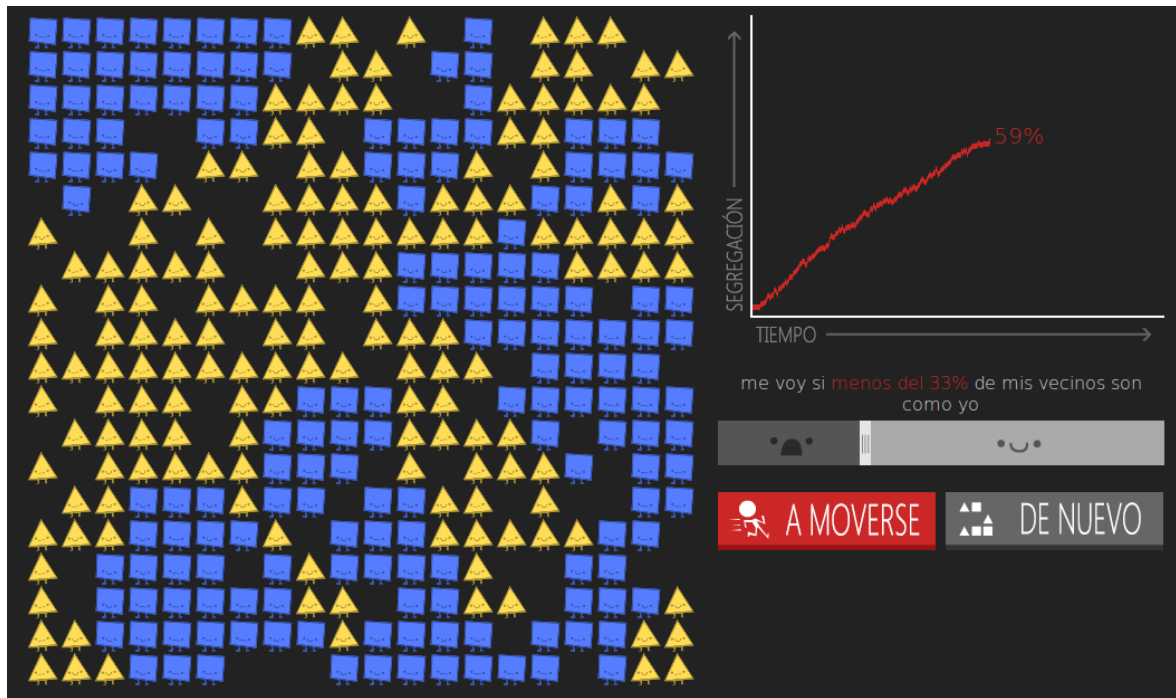 59%
SEGREGACIÓN
TIEMPO
me voy si menos del 33% de mis vecinos son
como yo
A MOVERSE
DE NUEVO